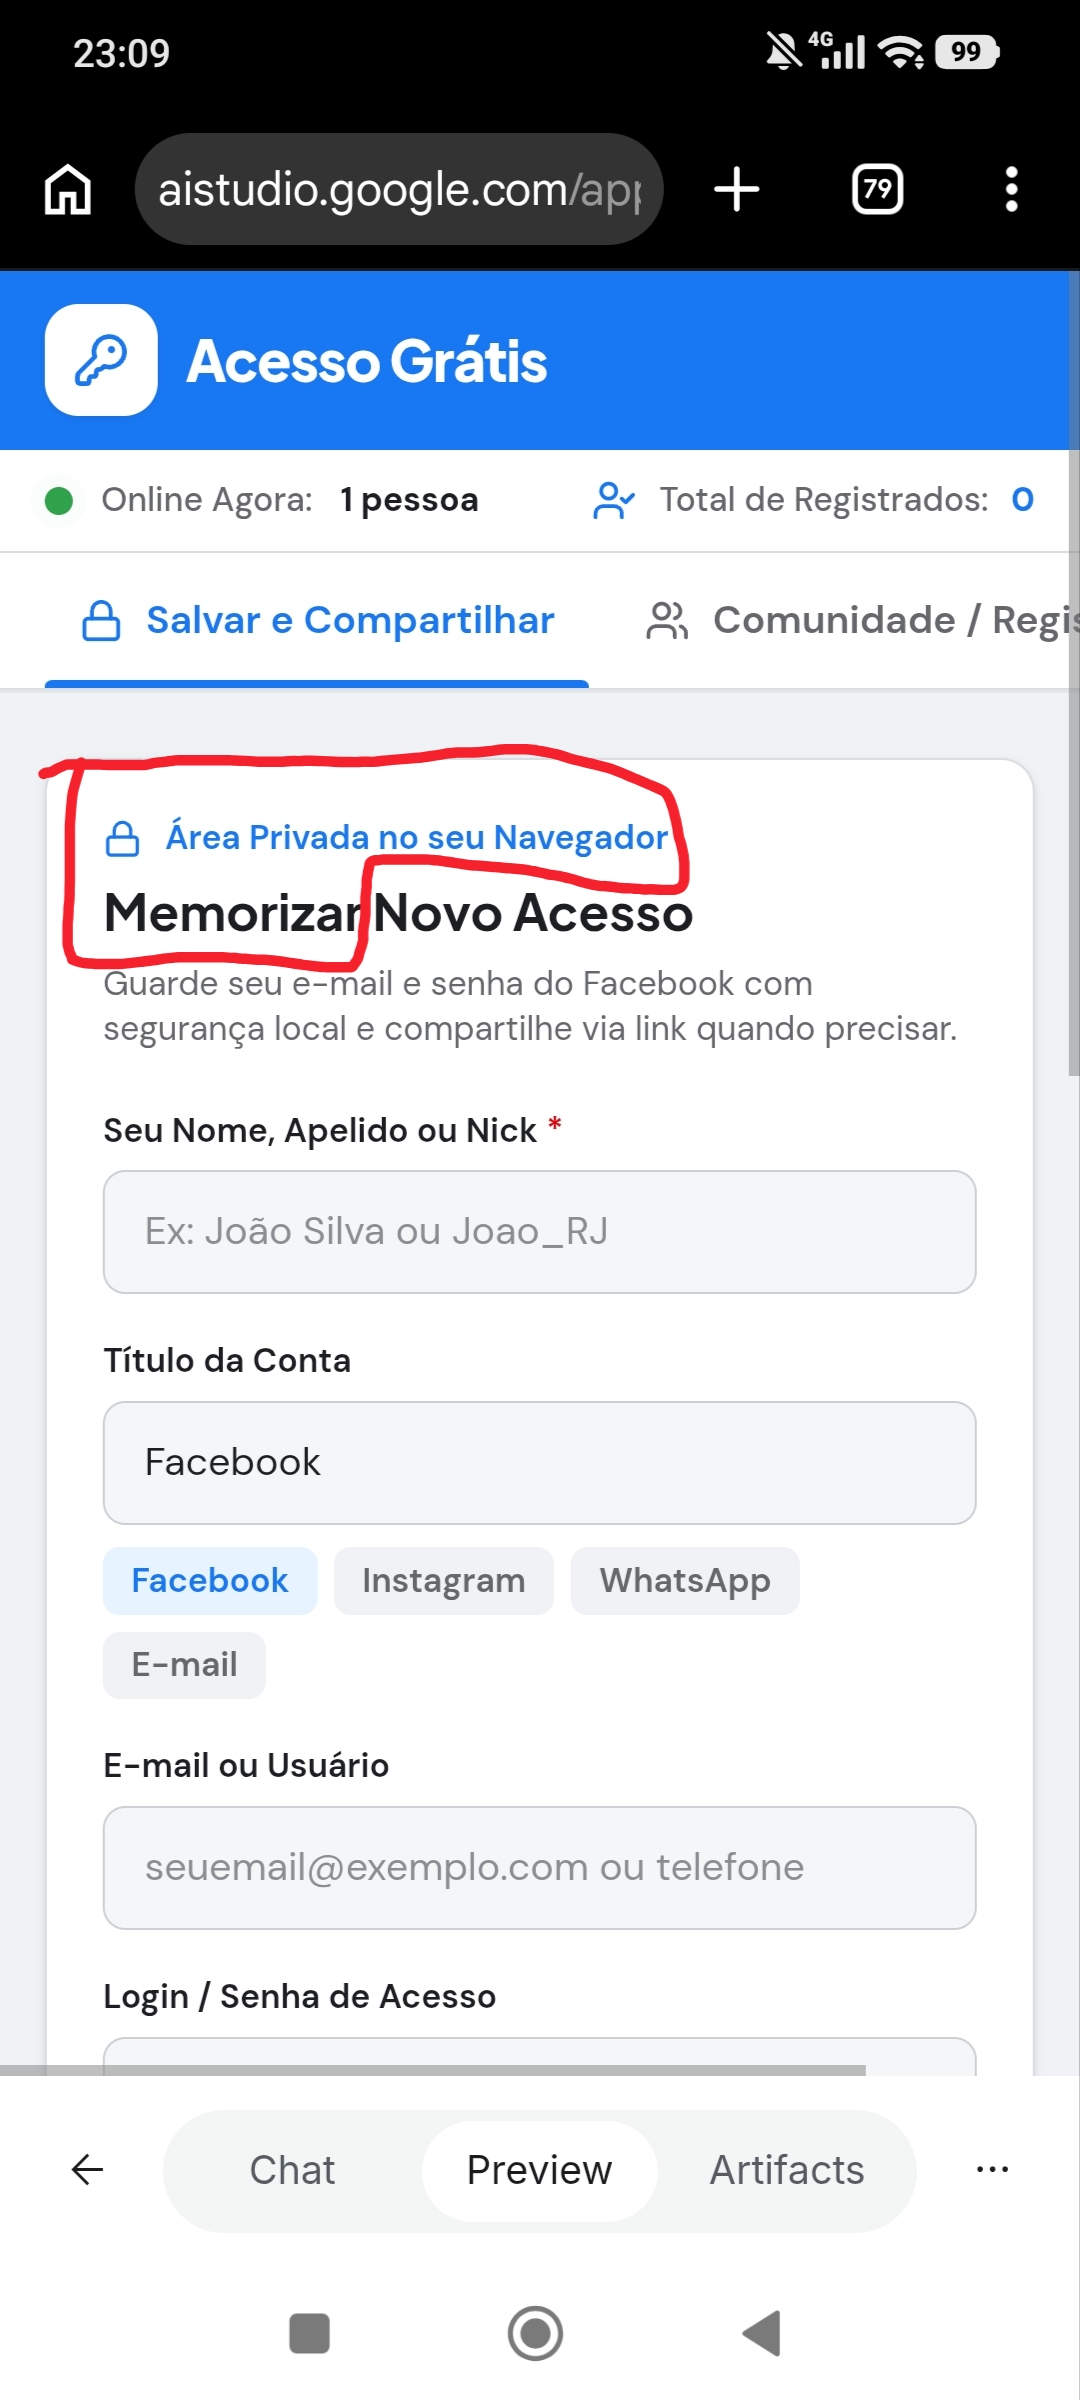 23:09
4G
99
aistudio.google.com/app
79
Acesso Grátis
Online Agora: 1 pessoa
Total de Registrados: 0
Salvar e Compartilhar
Comunidade / Regis
Área Privada no seu Navegador
Memorizar Novo Acesso
Guarde seu e-mail e senha do Facebook com
segurança local e compartilhe via link quando precisar.
Seu Nome, Apelido ou Nick *
Ex: João Silva ou Joao_RJ
Título da Conta
Facebook
Facebook
Instagram
WhatsApp
E-mail
E-mail ou Usuário
seuemail@exemplo.com ou telefone
Login / Senha de Acesso
Chat
Preview
Artifacts